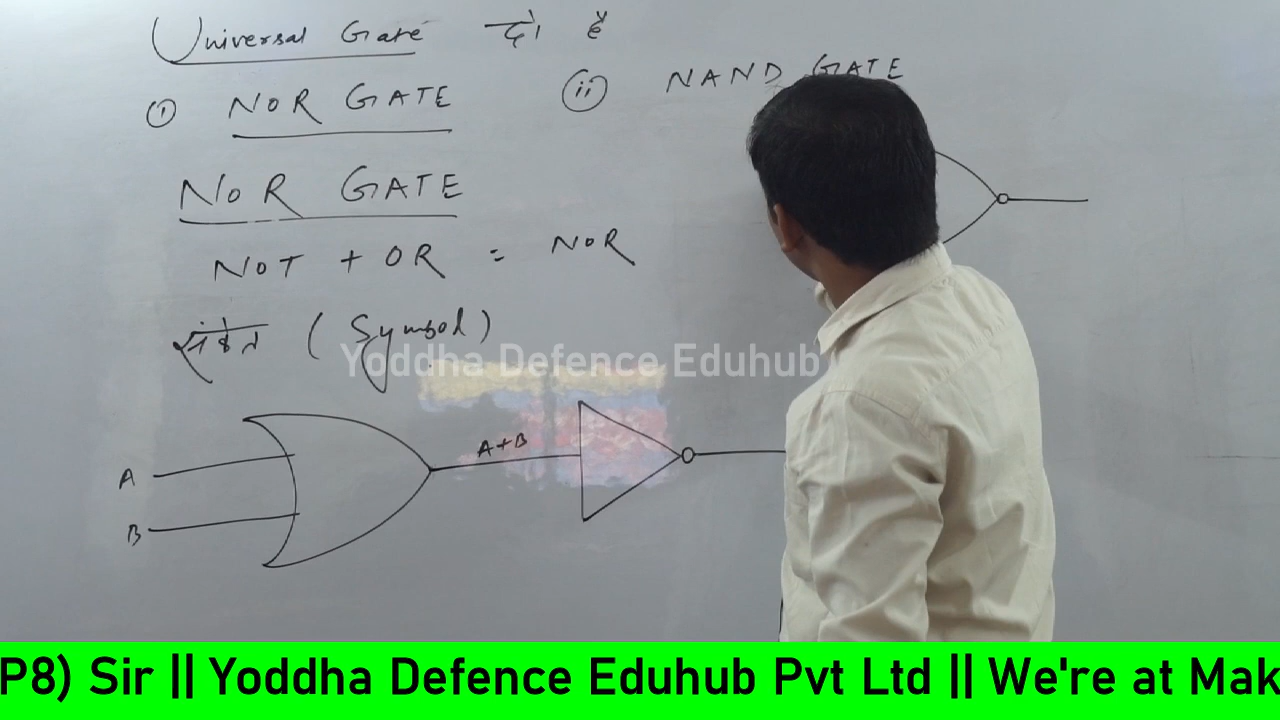 Universal Gate दो है
(i) NOR GATE (ii) NAND GATE
NOR GATE
NOT + OR = NOR
संकेत (Symbol)
Yoddha Defence Eduhub
A+B
A
B
P8) Sir || Yoddha Defence Eduhub Pvt Ltd || We're at Mak